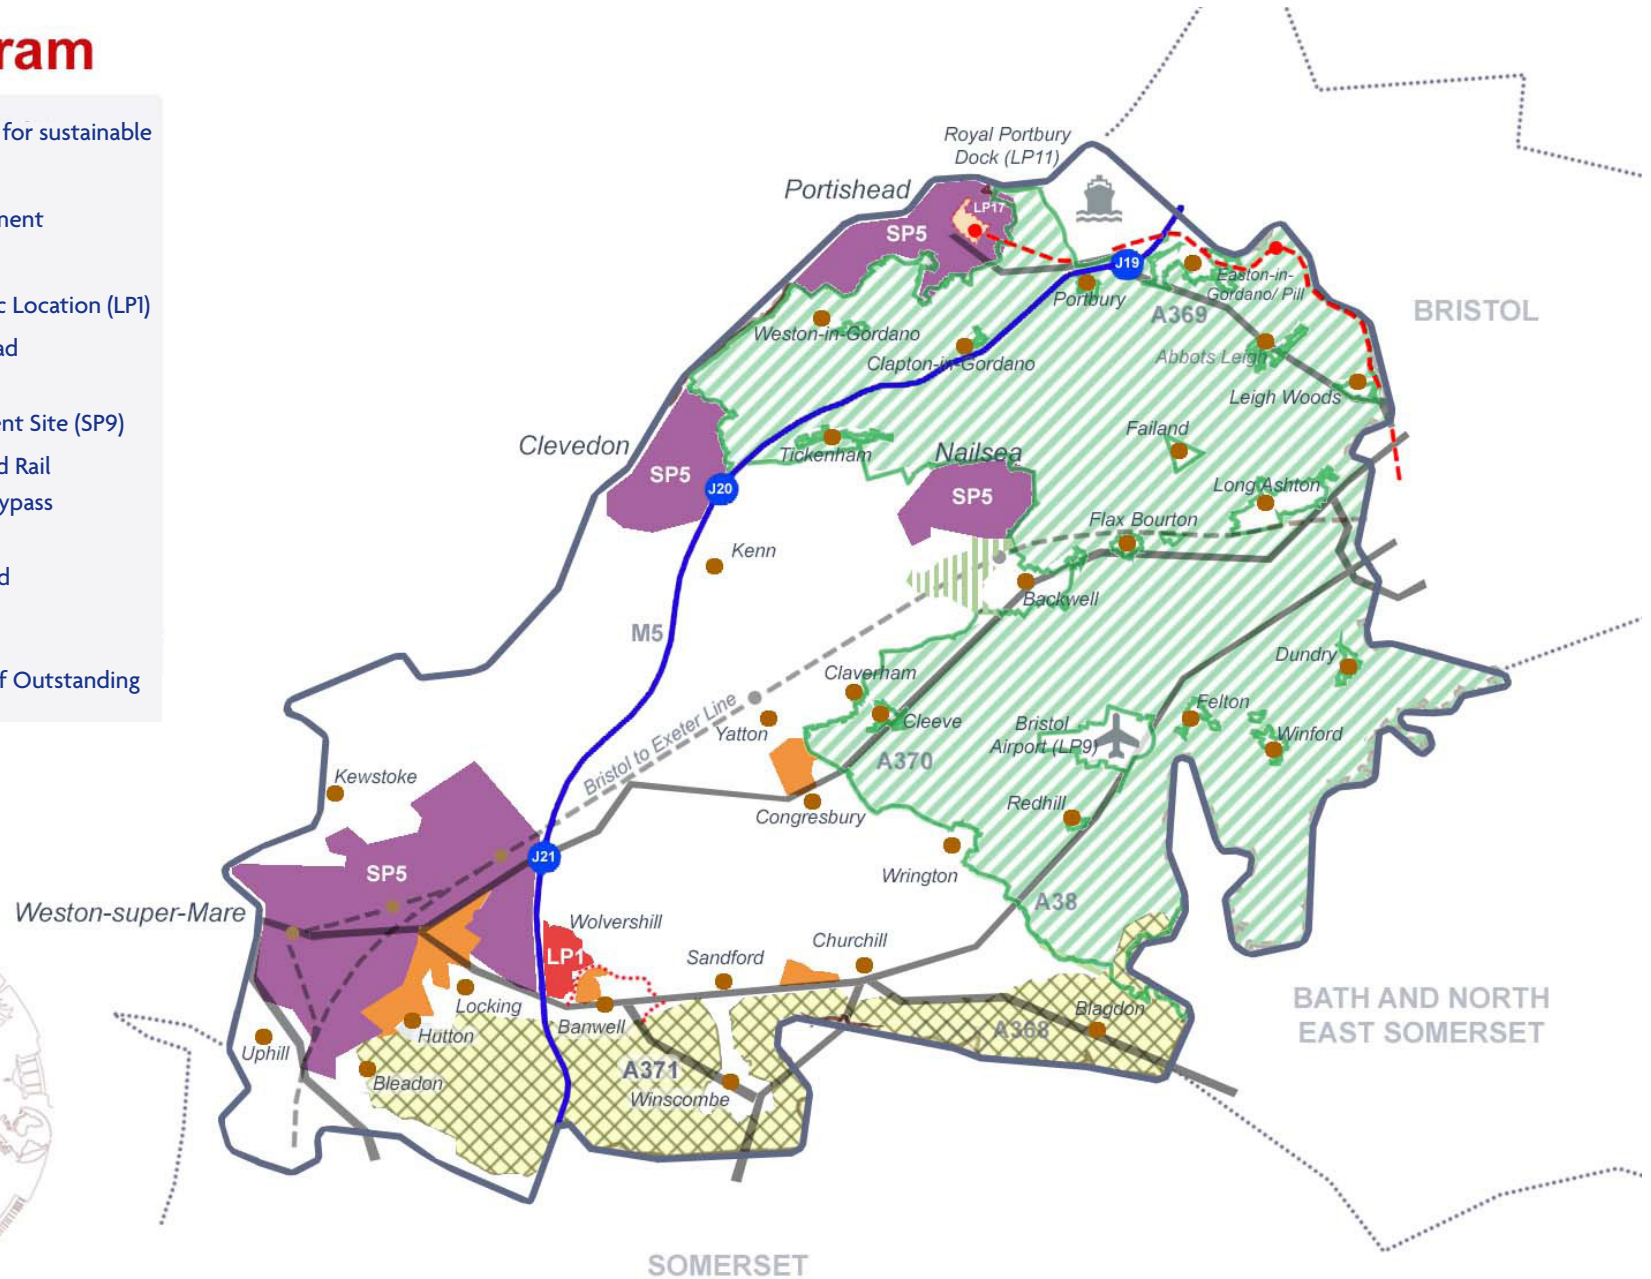 ram
for sustainable
ment
c Location (LP1)
ad
ent Site (SP9)
d Rail
ypass
d
f Outstanding
Royal Portbury
Dock (LP11)
Portishead
LP17
SP5
J19
Easton-in-
Gordano/ Pill
Portbury
A369
BRISTOL
Weston-in-Gordano
Clapton-in-Gordano
Abbots Leigh
Leigh Woods
Clevedon
Failand
Tickenham
Nailsea
SP5
J20
SP5
Long Ashton
Flax Bourton
Kenn
Backwell
M5
Dundry
Claverham
Bristol to Exeter Line
Felton
Yatton
Cleeve
Bristol
Airport (LP9)
Winford
A370
Kewstoke
Redhill
Congresbury
J21
SP5
Wrington
A38
Weston-super-Mare
Wolvershill
Churchill
LP1
Sandford
BATH AND NORTH
EAST SOMERSET
Locking
Blagdon
Banwell
Hutton
A368
Uphill
A371
Bleadon
Winscombe
SOMERSET